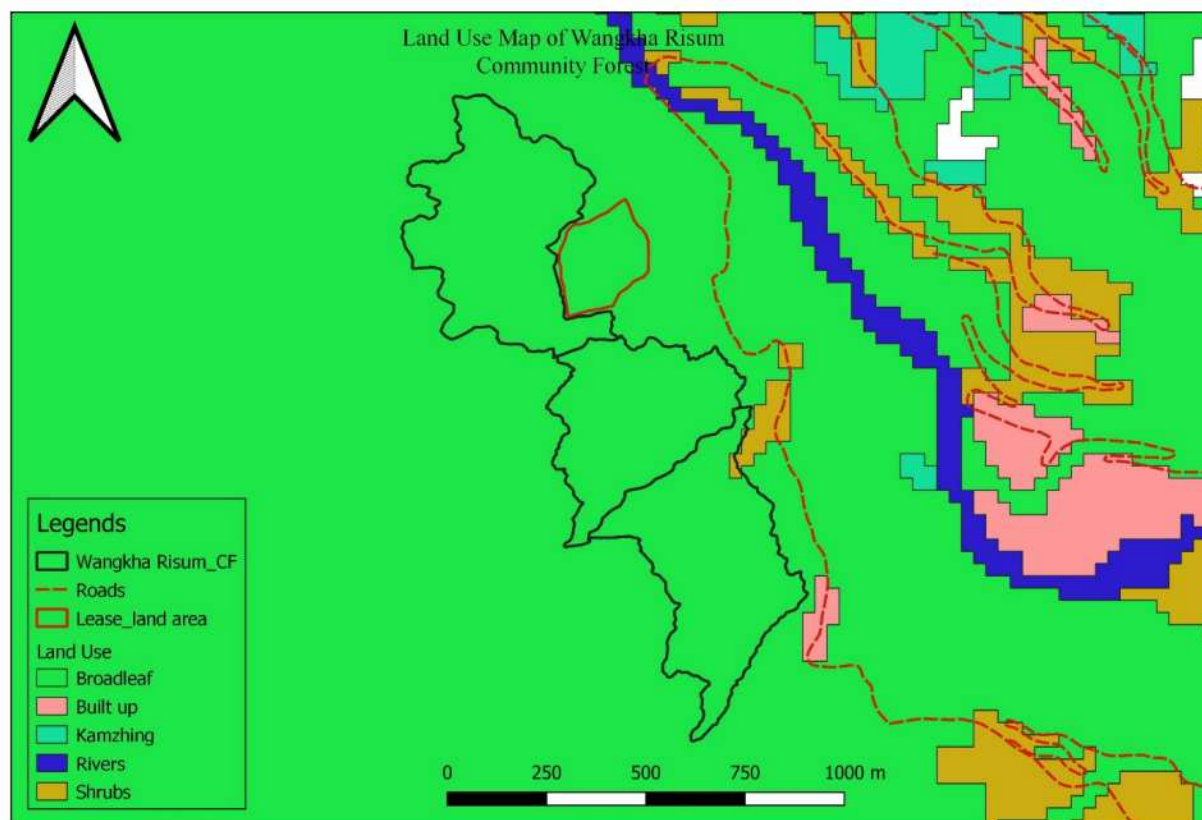 Land Use Map of Wangkha Risum
Community Forest
Legends
Wangkha Risum_CF
Roads
Lease_land area
Land Use
Broadleaf
Built up
Kamzhing
Rivers
Shrubs
0 250 500 750 1000 m